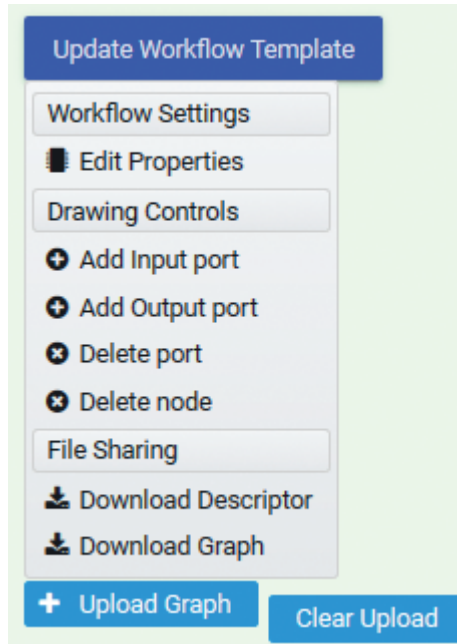 Update Workflow Template
Workflow Settings
Edit Properties
Drawing Controls
Add Input port
Add Output port
Delete port
Delete node
File Sharing
Download Descriptor
Download Graph
Upload Graph
Clear Upload